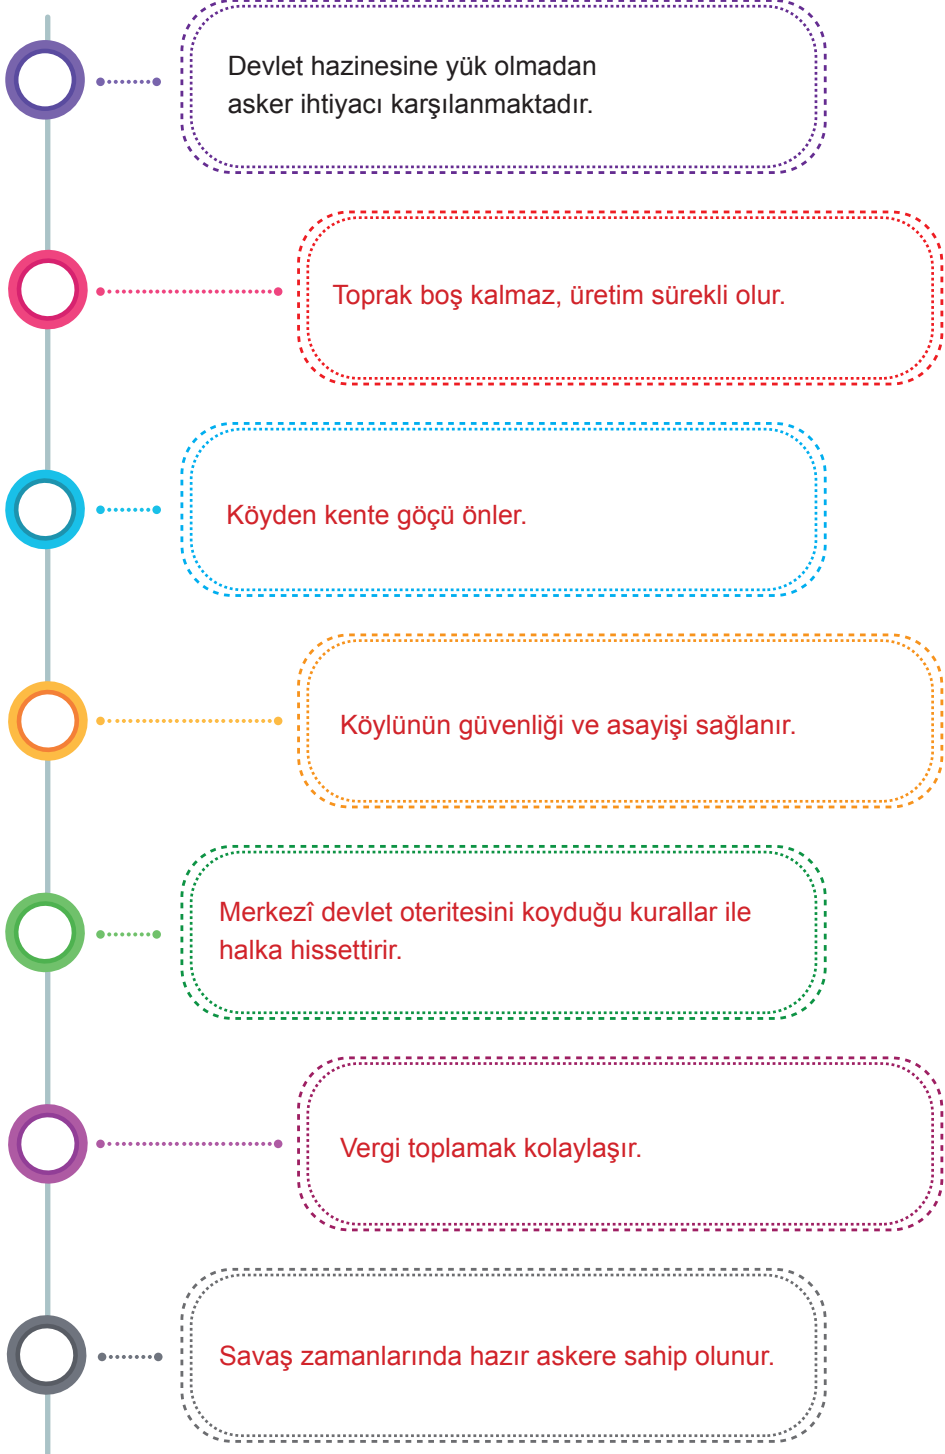 Devlet hazinesine yük olmadan
asker ihtiyacı karşılanmaktadır.
Toprak boş kalmaz, üretim sürekli olur.
Köyden kente göçü önler.
Köylünün güvenliği ve asayişi sağlanır.
Merkezî devlet oteritesini koyduğu kurallar ile
halka hissettirir.
Vergi toplamak kolaylaşır.
Savaş zamanlarında hazır askere sahip olunur.